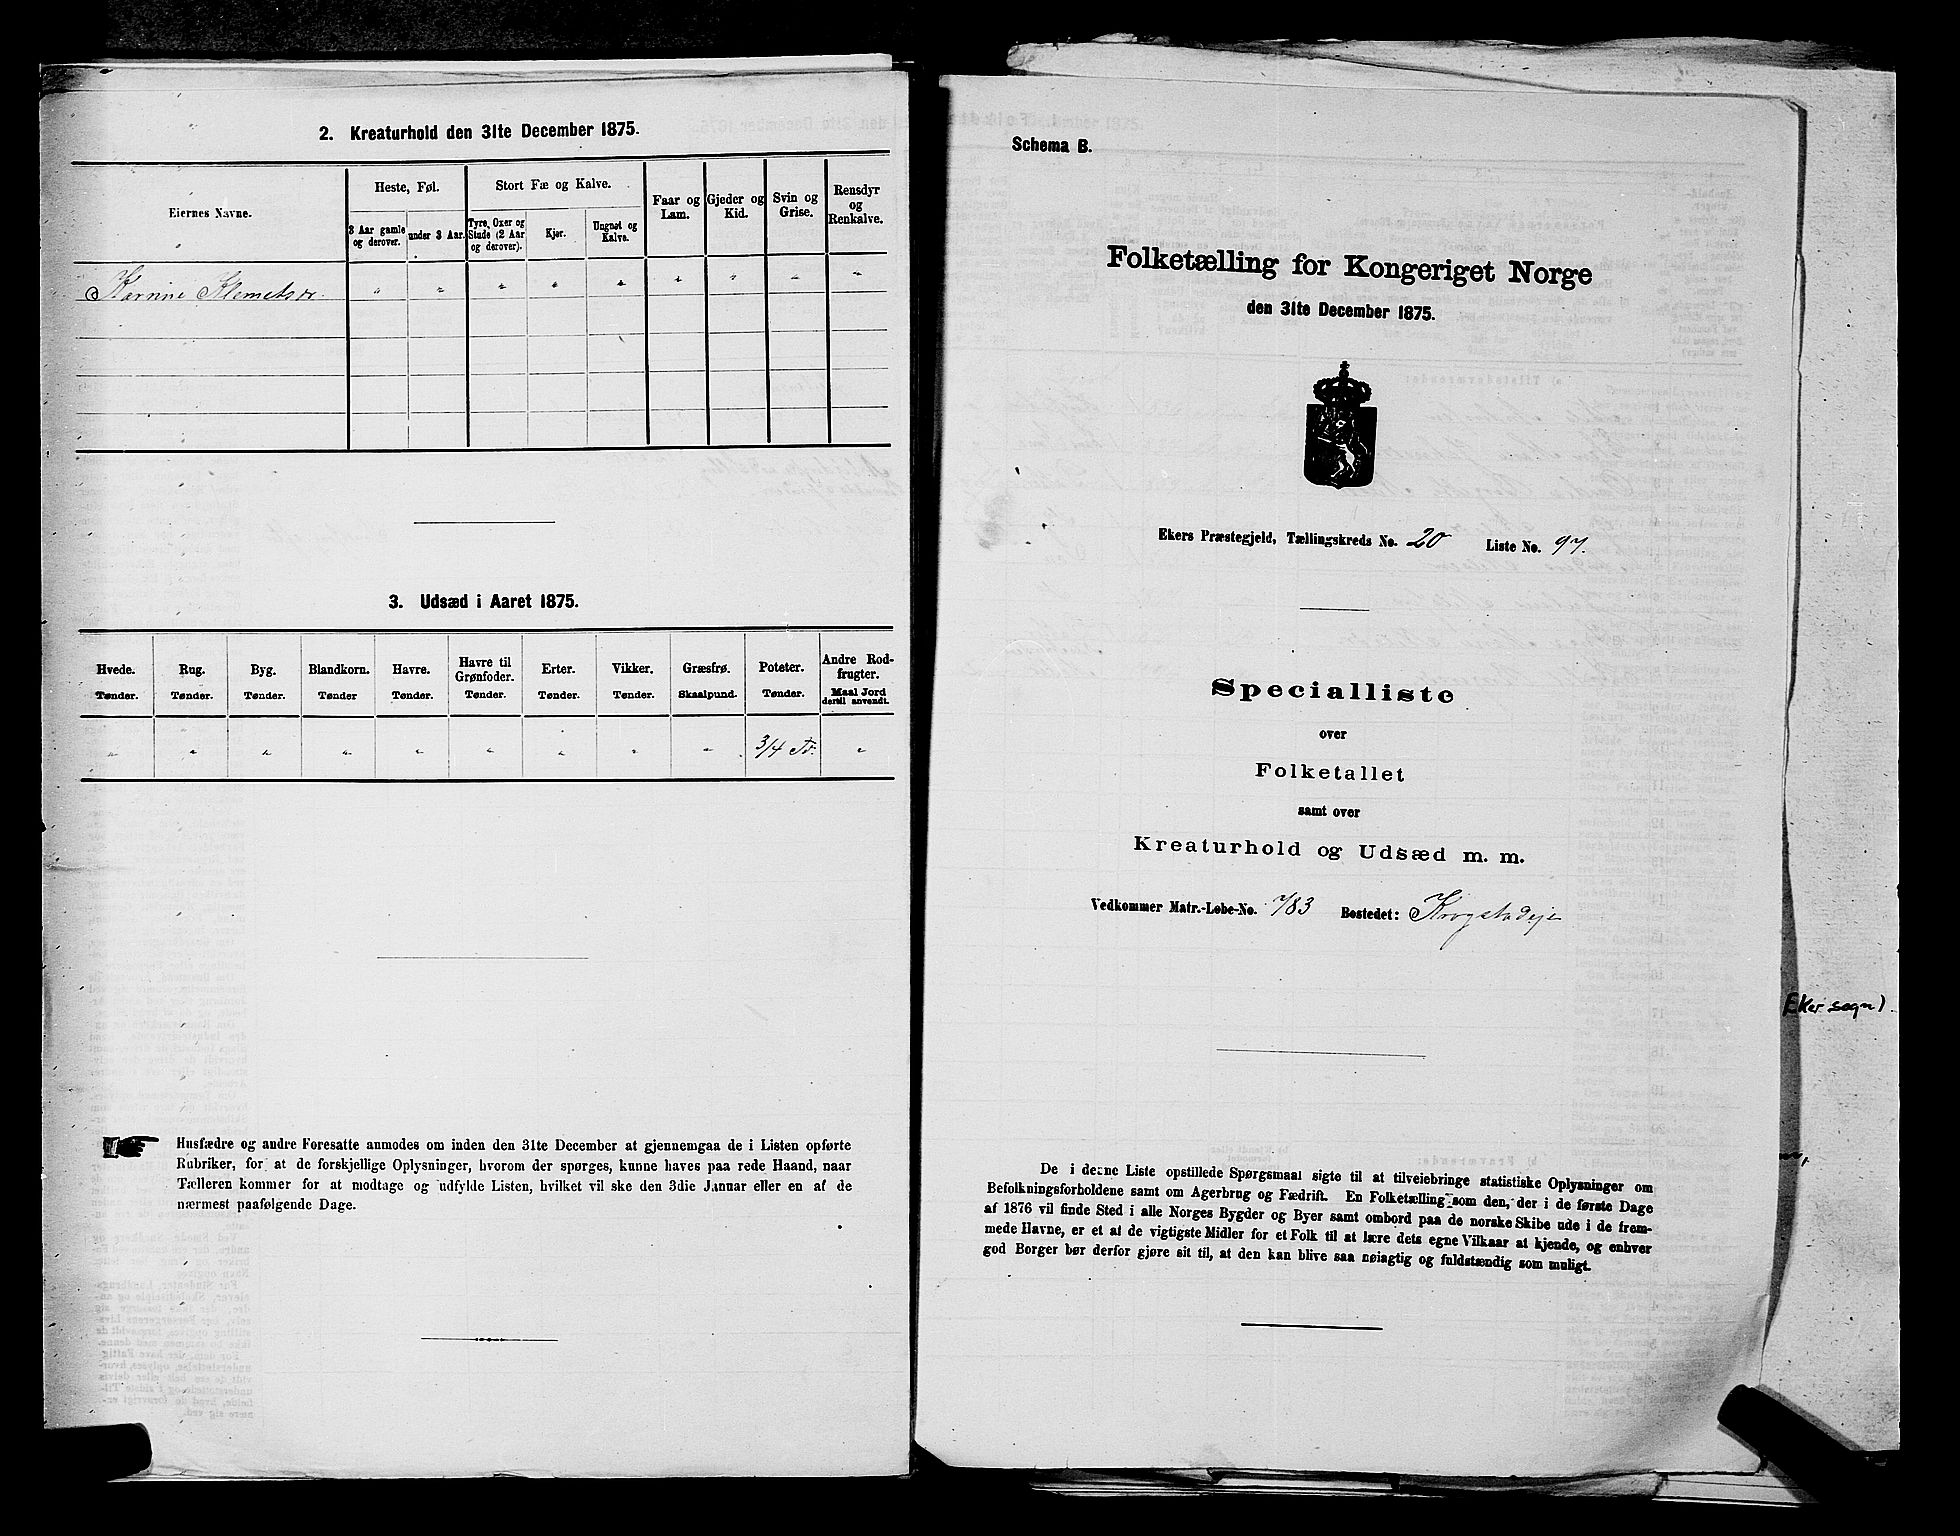 2. Kreaturhold den 31te December 1875.
Eiernes Navne.
Heste, Føl.
Stort Fæ og Kalve.
Faar og Lam.
Gjeder og Kid.
Svin og Grise.
Rensdyr og Renkalve.
3 Aar gamle og derover.
under 3 Aar.
Tyre, Oxer og Stude (2 Aar og derover).
Kjør.
Ungnøt og Kalve.
Karnine Klemetsdr. " " " " " " " " "
3. Udsæd i Aaret 1875.
Hvede. Rug. Byg. Blandkorn. Havre. Havre til Grønfoder. Erter. Vikker. Græsfrø. Poteter. Andre Rodfrugter.
Tønder. Tønder. Tønder. Tønder Tønder. Tønder. Tønder. Tønder. Skaalpund. Tønder. Maal Jord dertil anvendt.
" " " " " " " " " 3/4 Td. "
Husfædre og andre Foresatte anmodes om inden den 31te December at gjennemgaa de i Listen opførte
Rubriker, for at de forskjellige Oplysninger, hvorom der spørges, kunne haves paa rede Haand, naar
Tælleren kommer for at modtage og udfylde Listen, hvilket vil ske den 3die Januar eller en af de
nærmest paafølgende Dage.
Schema B.
Folketælling for Kongeriget Norge
den 31te December 1875.
Ekers Præstegjeld, Tællingskreds No. 20 Liste No. 97.
Specialliste
over
Folketallet
samt over
Kreaturhold og Udsæd m. m.
Vedkommer Matr.-Løbe-No. 783 Bostedet: Krogstadeje
Eker sogn).
De i denne Liste opstillede Spørgsmaal sigte til at tilveiebringe statistiske Oplysninger om
Befolkningsforholdene samt om Agerbrug og Fædrift. En Folketælling som den, der i de første Dage
af 1876 vil finde Sted i alle Norges Bygder og Byer samt ombord paa de norske Skibe ude i de frem-
mede Havne, er et af de vigtigste Midler for et Folk til at lære dets egne Vilkaar at kjende, og enhver
god Borger bør derfor gjøre sit til, at den kan blive saa nøiagtig og fuldstændig som muligt.